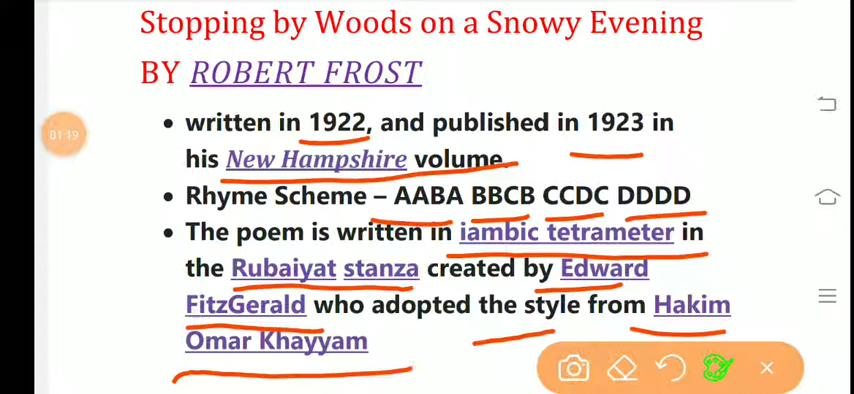 Stopping by Woods on a Snowy Evening
BY ROBERT FROST
• written in 1922, and published in 1923 in
his New Hampshire volume.
• Rhyme Scheme – AABA BBCB CCDC DDDD
• The poem is written in iambic tetrameter in
the Rubaiyat stanza created by Edward
FitzGerald who adopted the style from Hakim
Omar Khayyam
01:19